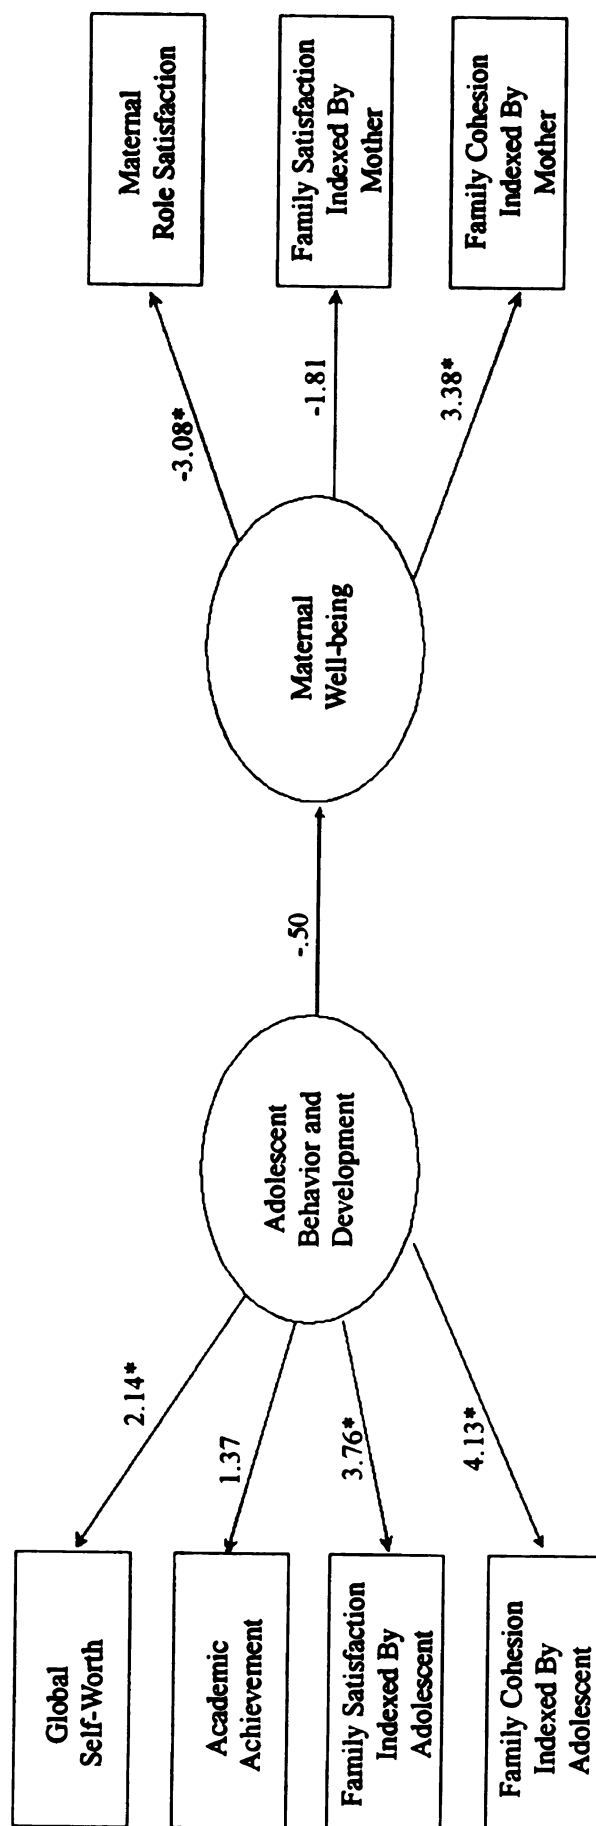 Global
Self-Worth
Academic
Achievement
Family Satisfaction
Indexed By
Adolescent
Family Cohesion
Indexed By
Adolescent
2.14*
1.37
3.76*
4.13*
Adolescent
Behavior and
Development
-.50
Maternal
Well-being
-3.08*
-1.81
3.38*
Maternal
Role Satisfaction
Family Satisfaction
Indexed By
Mother
Family Cohesion
Indexed By
Mother